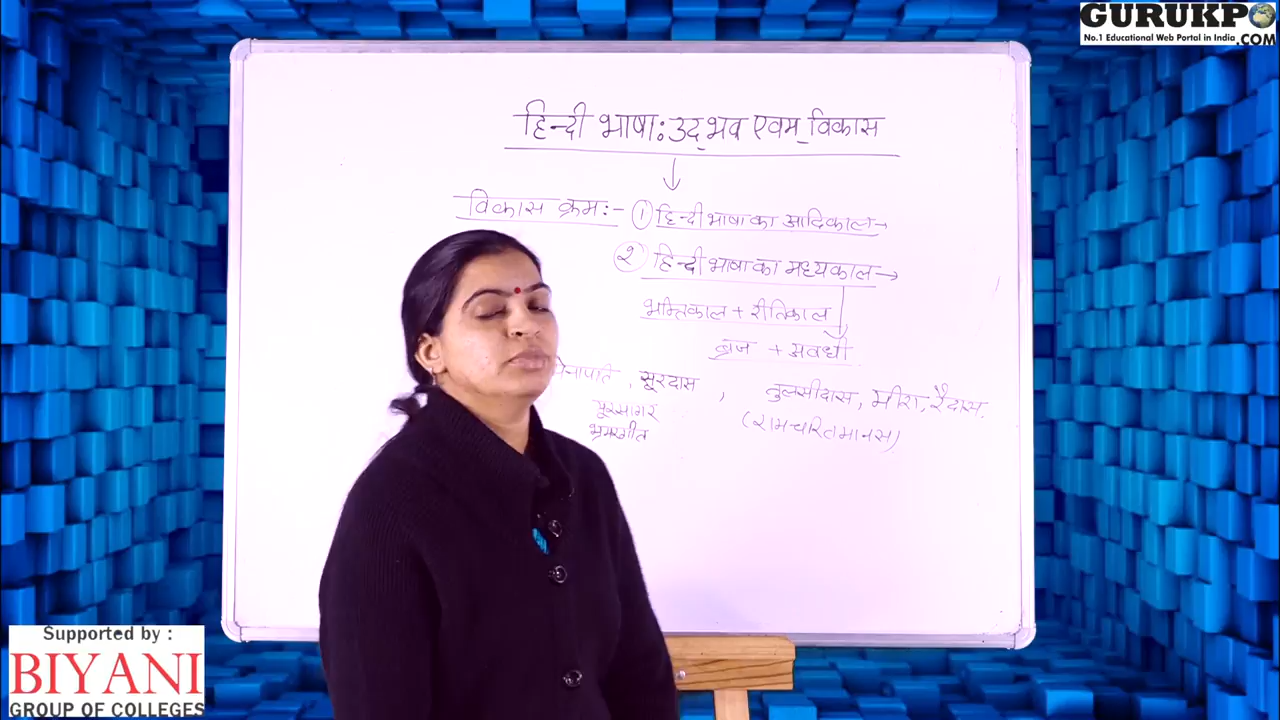 GURUKPO
No.1 Educational Web Portal in India
.COM
हिन्दी भाषा: उद्भव एवम् विकास
विकास क्रम:- ① हिन्दी भाषा का आदिकाल→
② हिन्दी भाषा का मध्यकाल→
भक्तिकाल + रीतिकाल
ब्रज + अवधी
सूरदास, तुलसीदास, मीरा, रैदास.
सूरसागर (रामचरितमानस)
भ्रमरगीत
Supported by :
BIYANI
GROUP OF COLLEGES